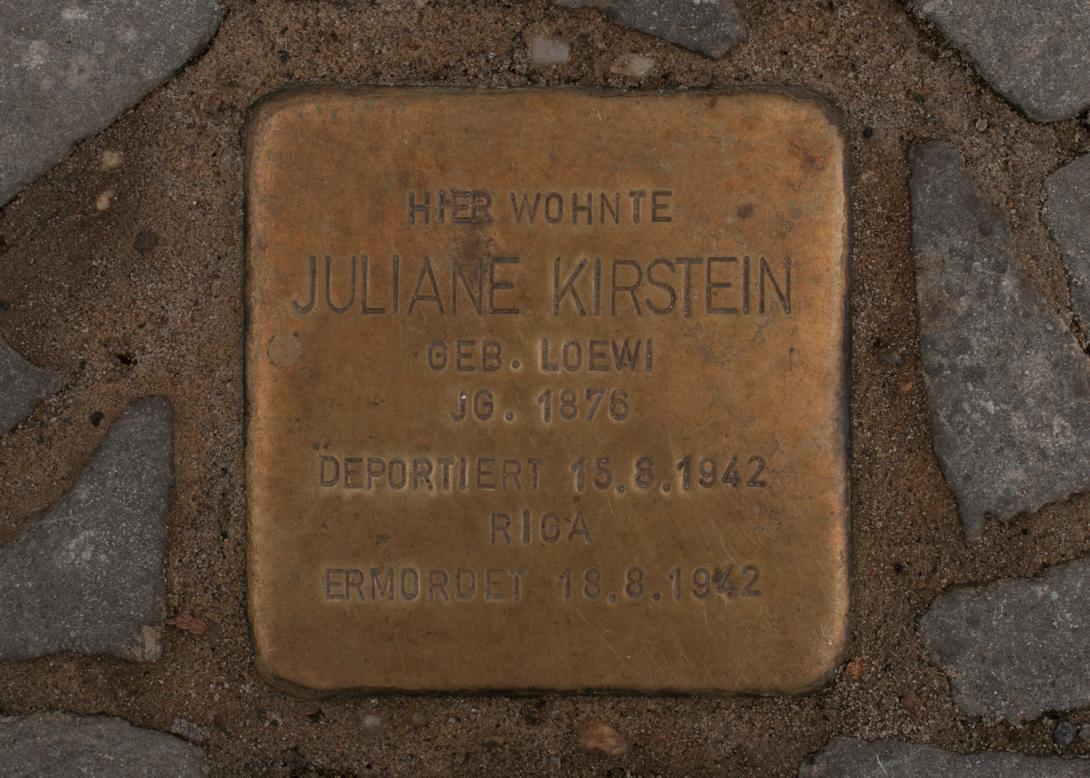 HIER WOHNTE
JULIANE KIRSTEIN
GEB. LOEWI
JG. 1876
DEPORTIERT 15.8.1942
RIGA
ERMORDET 18.8.1942